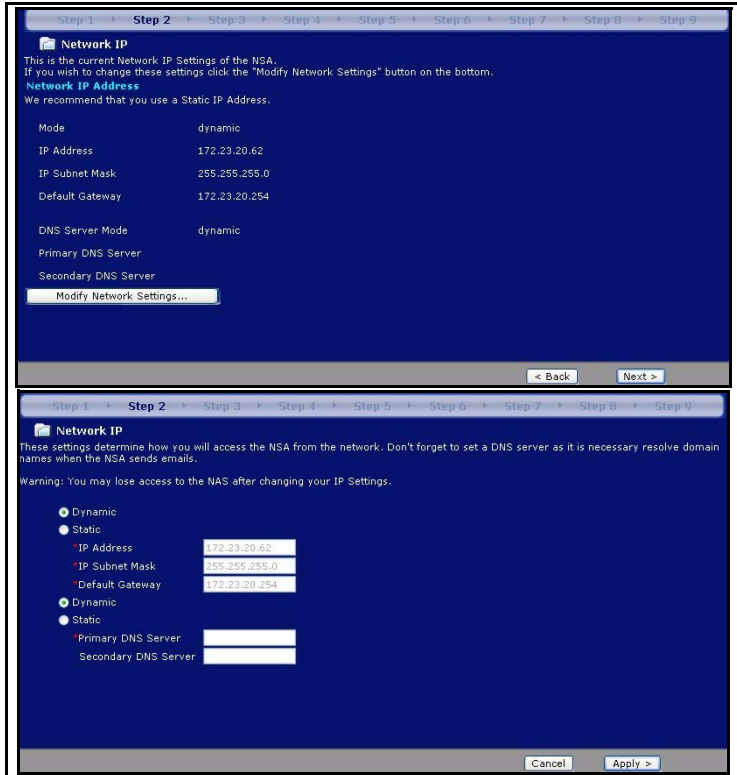 Step 1 Step 2 Step 3 Step 4 Step 5 Step 6 Step 7 Step 8 Step 9
Network IP
This is the current Network IP Settings of the NSA.
If you wish to change these settings click the "Modify Network Settings" button on the bottom.
Network IP Address
We recommend that you use a Static IP Address.
Mode dynamic
IP Address 172.23.20.62
IP Subnet Mask 255.255.255.0
Default Gateway 172.23.20.254
DNS Server Mode dynamic
Primary DNS Server
Secondary DNS Server
Modify Network Settings...
< Back Next >
Step 1 Step 2 Step 3 Step 4 Step 5 Step 6 Step 7 Step 8 Step 9
Network IP
These settings determine how you will access the NSA from the network. Don't forget to set a DNS server as it is necessary resolve domain
names when the NSA sends emails.
Warning: You may lose access to the NAS after changing your IP Settings.
Dynamic
Static
*IP Address 172.23.20.62
*IP Subnet Mask 255.255.255.0
*Default Gateway 172.23.20.254
Dynamic
Static
*Primary DNS Server
Secondary DNS Server
Cancel Apply >